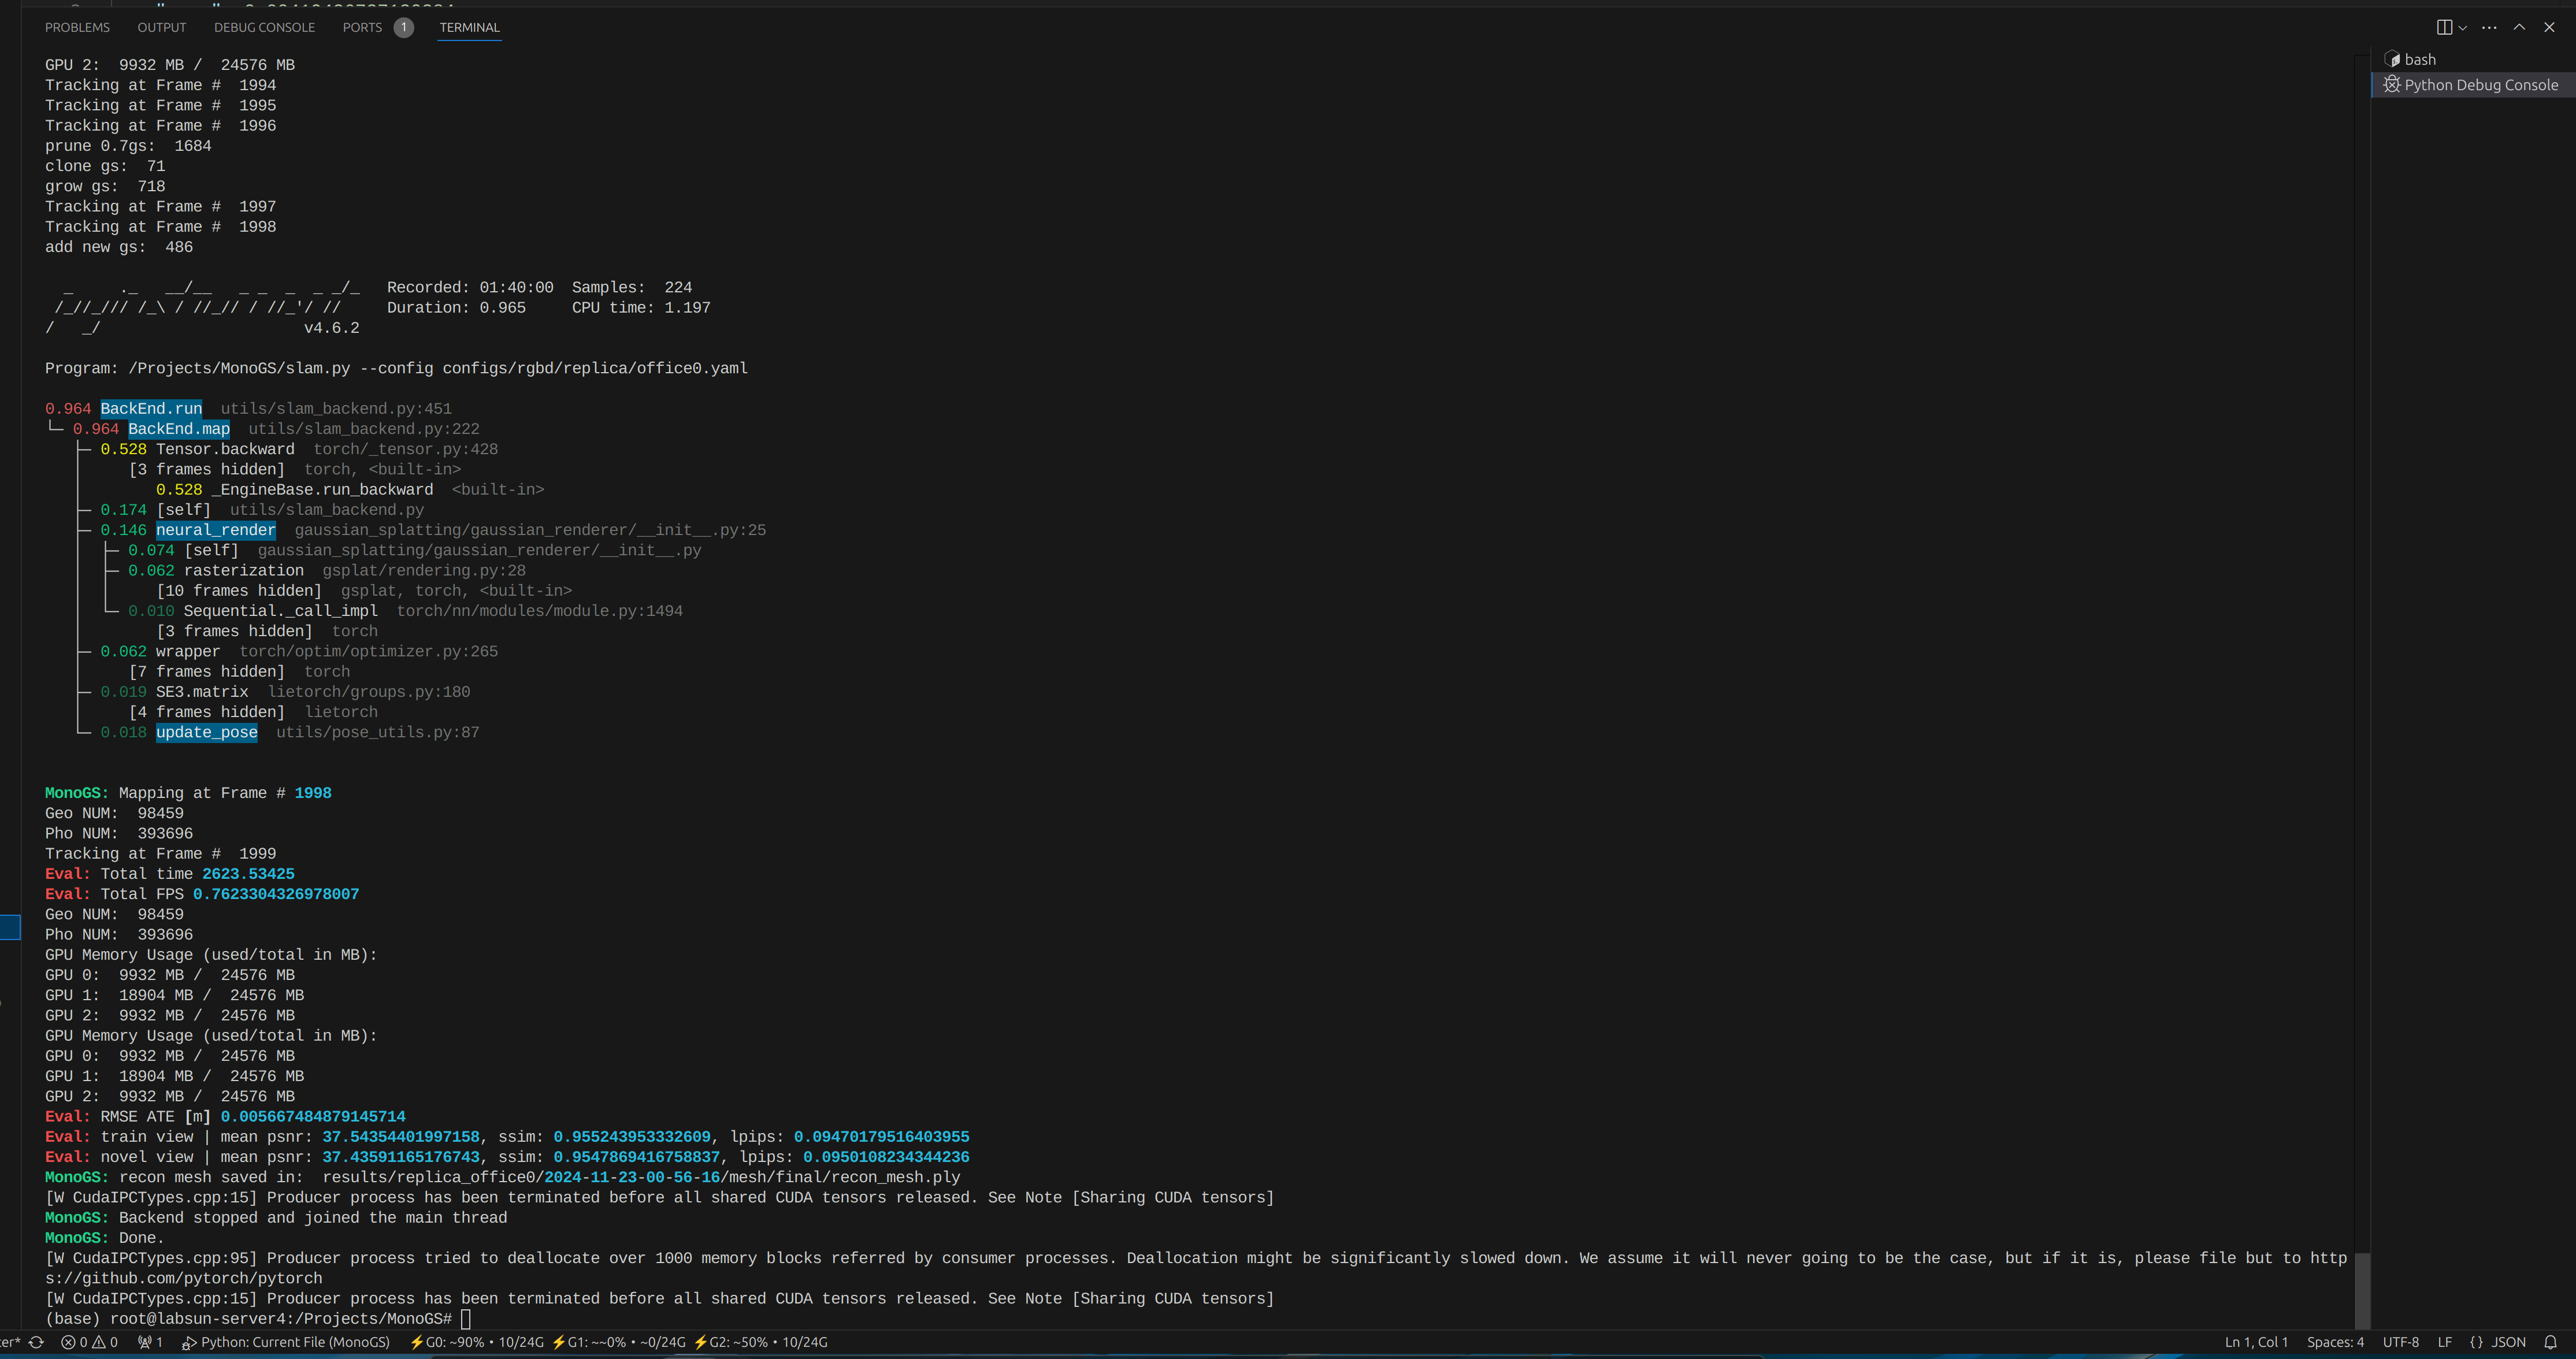 PROBLEMS OUTPUT DEBUG CONSOLE PORTS 1 TERMINAL
bash
Python Debug Console
GPU 2:  9932 MB /  24576 MB
Tracking at Frame #  1994
Tracking at Frame #  1995
Tracking at Frame #  1996
prune 0.7gs:  1684
clone gs:  71
grow gs:  718
Tracking at Frame #  1997
Tracking at Frame #  1998
add new gs:  486
  _     ._   __/__   _ _  _  _ _/_   Recorded: 01:40:00  Samples:  224
 /_//_/// /_\ / //_// / //_'/ //     Duration: 0.965     CPU time: 1.197
/   _/                      v4.6.2
Program: /Projects/MonoGS/slam.py --config configs/rgbd/replica/office0.yaml
0.964 BackEnd.run  utils/slam_backend.py:451
└─ 0.964 BackEnd.map  utils/slam_backend.py:222
   ├─ 0.528 Tensor.backward  torch/_tensor.py:428
   │     [3 frames hidden]  torch, <built-in>
   │        0.528 _EngineBase.run_backward  <built-in>
   ├─ 0.174 [self]  utils/slam_backend.py
   ├─ 0.146 neural_render  gaussian_splatting/gaussian_renderer/__init__.py:25
   │  ├─ 0.074 [self]  gaussian_splatting/gaussian_renderer/__init__.py
   │  ├─ 0.062 rasterization  gsplat/rendering.py:28
   │  │     [10 frames hidden]  gsplat, torch, <built-in>
   │  └─ 0.010 Sequential._call_impl  torch/nn/modules/module.py:1494
   │        [3 frames hidden]  torch
   ├─ 0.062 wrapper  torch/optim/optimizer.py:265
   │     [7 frames hidden]  torch
   ├─ 0.019 SE3.matrix  lietorch/groups.py:180
   │     [4 frames hidden]  lietorch
   └─ 0.018 update_pose  utils/pose_utils.py:87
MonoGS: Mapping at Frame # 1998
Geo NUM:  98459
Pho NUM:  393696
Tracking at Frame #  1999
Eval: Total time 2623.53425
Eval: Total FPS 0.7623304326978007
Geo NUM:  98459
Pho NUM:  393696
GPU Memory Usage (used/total in MB):
GPU 0:  9932 MB /  24576 MB
GPU 1:  18904 MB /  24576 MB
GPU 2:  9932 MB /  24576 MB
GPU Memory Usage (used/total in MB):
GPU 0:  9932 MB /  24576 MB
GPU 1:  18904 MB /  24576 MB
GPU 2:  9932 MB /  24576 MB
Eval: RMSE ATE [m] 0.005667484879145714
Eval: train view | mean psnr: 37.54354401997158, ssim: 0.955243953332609, lpips: 0.09470179516403955
Eval: novel view | mean psnr: 37.43591165176743, ssim: 0.9547869416758837, lpips: 0.0950108234344236
MonoGS: recon mesh saved in:  results/replica_office0/2024-11-23-00-56-16/mesh/final/recon_mesh.ply
[W CudaIPCTypes.cpp:15] Producer process has been terminated before all shared CUDA tensors released. See Note [Sharing CUDA tensors]
MonoGS: Backend stopped and joined the main thread
MonoGS: Done.
[W CudaIPCTypes.cpp:95] Producer process tried to deallocate over 1000 memory blocks referred by consumer processes. Deallocation might be significantly slowed down. We assume it will never going to be the case, but if it is, please file but to http
s://github.com/pytorch/pytorch
[W CudaIPCTypes.cpp:15] Producer process has been terminated before all shared CUDA tensors released. See Note [Sharing CUDA tensors]
(base) root@labsun-server4:/Projects/MonoGS#
er* 0 0 1 Python: Current File (MonoGS) ⚡G0: ~90% • 10/24G ⚡G1: ~~0% • ~0/24G ⚡G2: ~50% • 10/24G Ln 1, Col 1 Spaces: 4 UTF-8 LF {} JSON